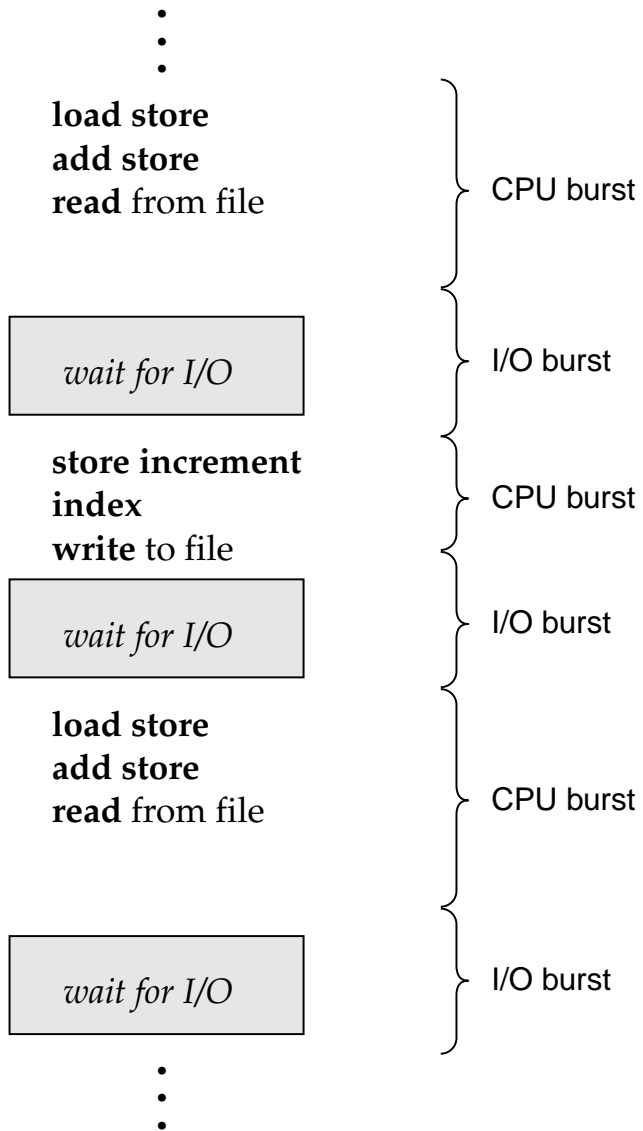 load store
add store
read from file
CPU burst
wait for I/O
I/O burst
store increment
index
write to file
CPU burst
wait for I/O
I/O burst
load store
add store
read from file
CPU burst
wait for I/O
I/O burst